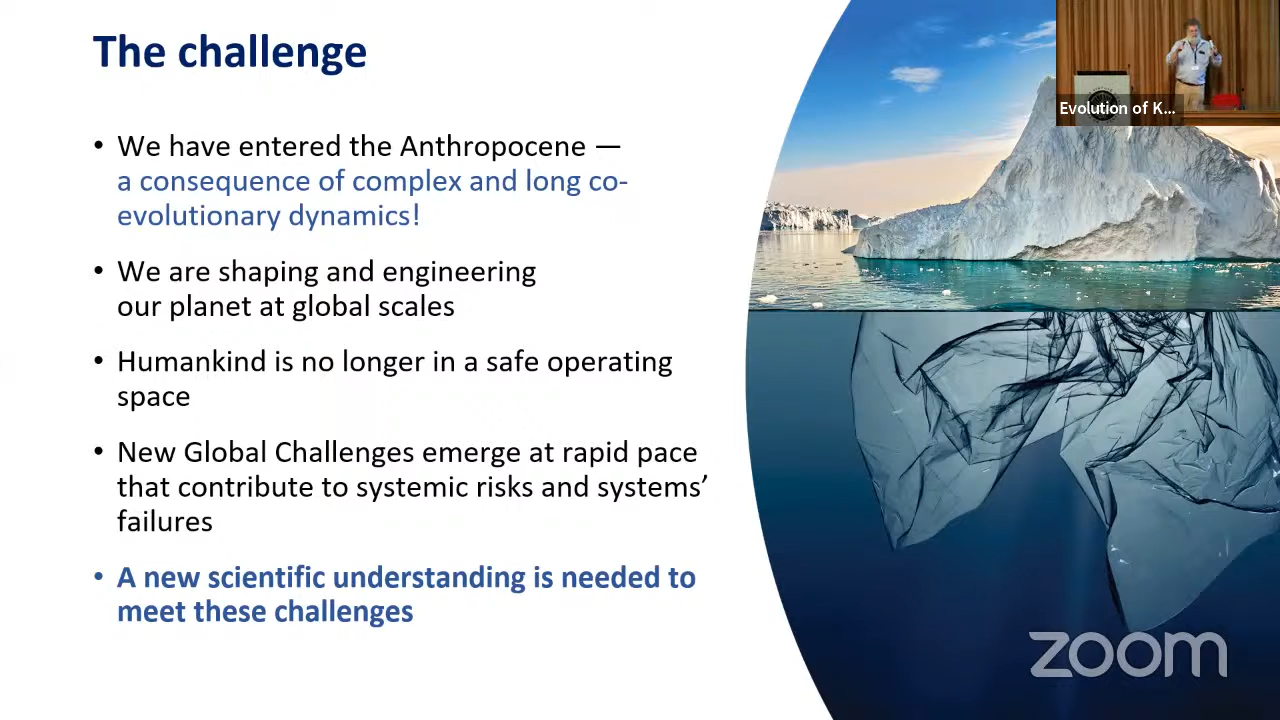 The challenge
• We have entered the Anthropocene —
a consequence of complex and long co-
evolutionary dynamics!
• We are shaping and engineering
our planet at global scales
• Humankind is no longer in a safe operating
space
• New Global Challenges emerge at rapid pace
that contribute to systemic risks and systems’
failures
• A new scientific understanding is needed to
meet these challenges
Evolution of K...
zoom